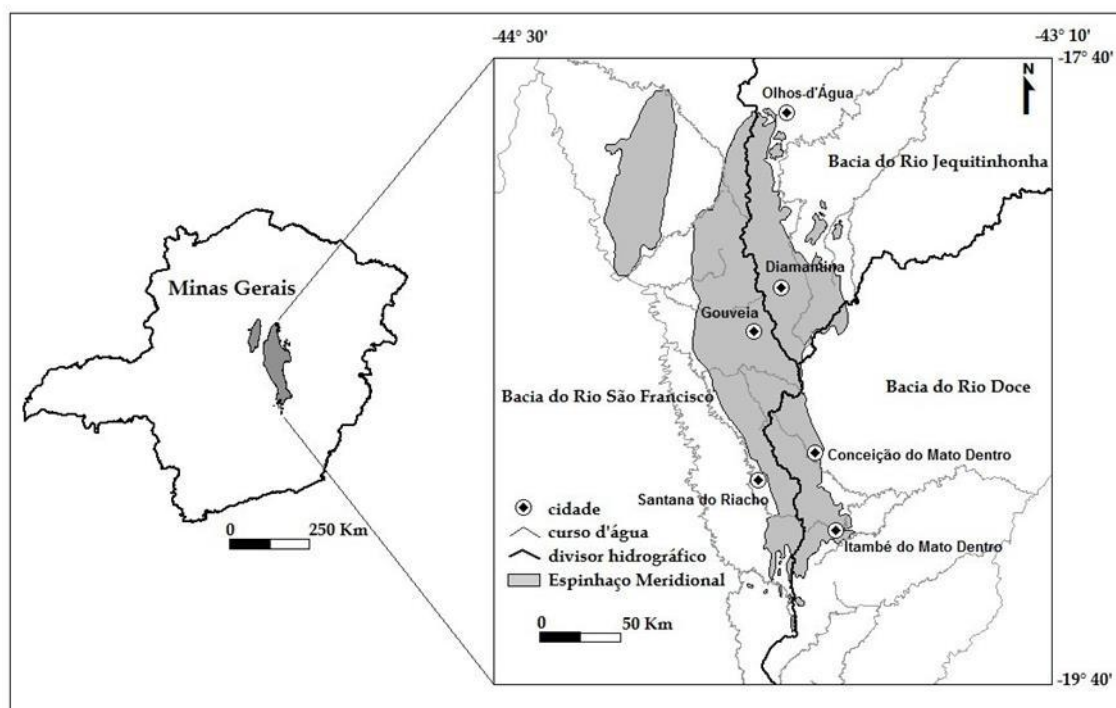 -44° 30'
-43° 10'
-17° 40'
N
Olhos-d'Água
Bacia do Rio Jequitinhonha
Minas Gerais
Diamantina
Gouveia
Bacia do Rio São Francisco
Bacia do Rio Doce
Conceição do Mato Dentro
Santana do Riacho
cidade
curso d'água
Itambé do Mato Dentro
divisor hidrográfico
Espinhaço Meridional
0 250 Km
0 50 Km
-19° 40'